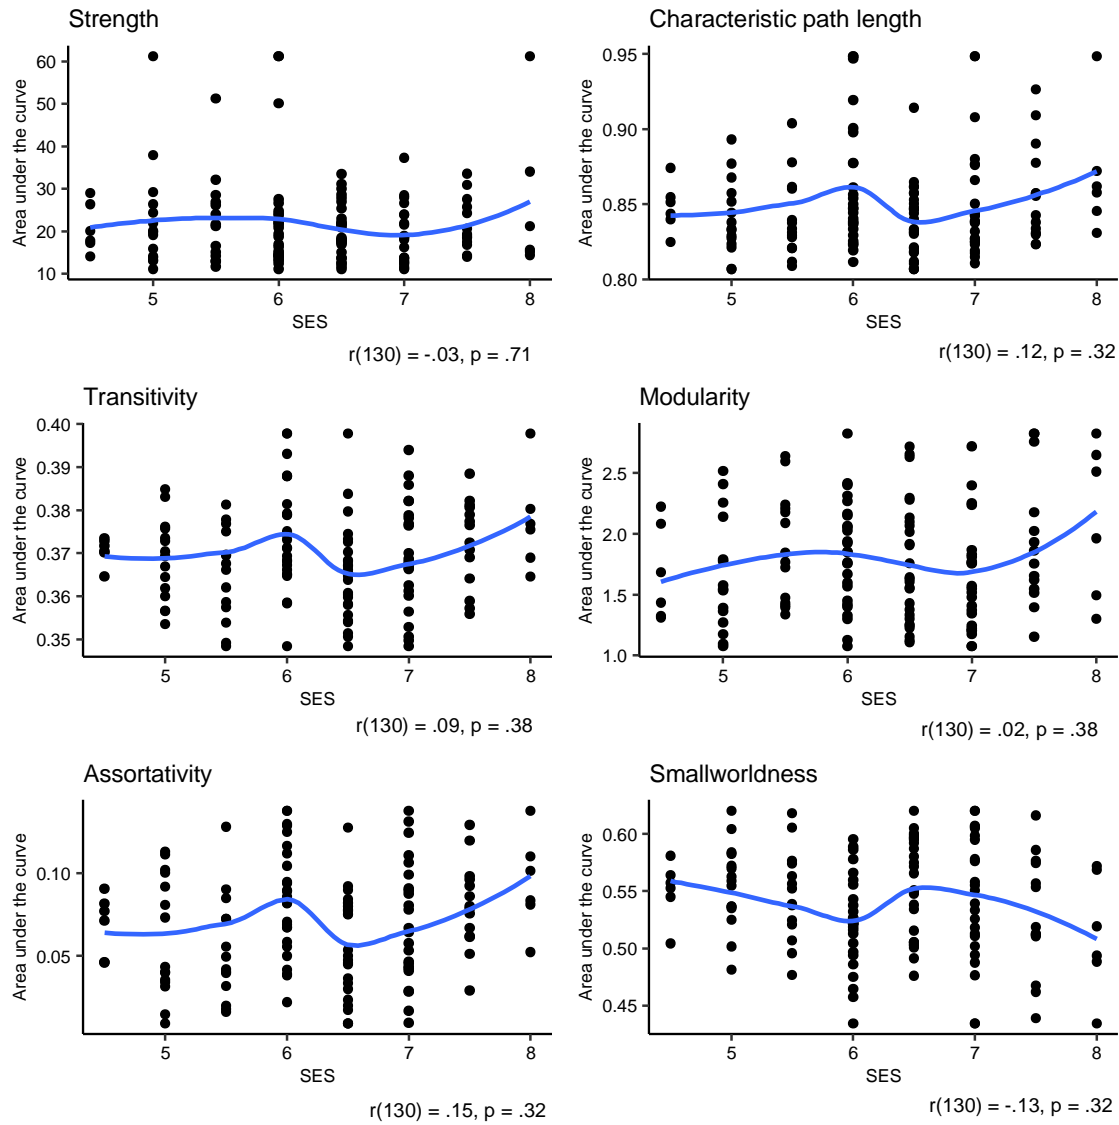 Strength
Area under the curve
60
50
40
30
20
10
5 6 7 8
SES
r(130) = -.03, p = .71
Characteristic path length
Area under the curve
0.95
0.90
0.85
0.80
5 6 7 8
SES
r(130) = .12, p = .32
Transitivity
Area under the curve
0.40
0.39
0.38
0.37
0.36
0.35
5 6 7 8
SES
r(130) = .09, p = .38
Modularity
Area under the curve
2.5
2.0
1.5
1.0
5 6 7 8
SES
r(130) = .02, p = .38
Assortativity
Area under the curve
0.10
0.05
5 6 7 8
SES
r(130) = .15, p = .32
Smallworldness
Area under the curve
0.60
0.55
0.50
0.45
5 6 7 8
SES
r(130) = -.13, p = .32